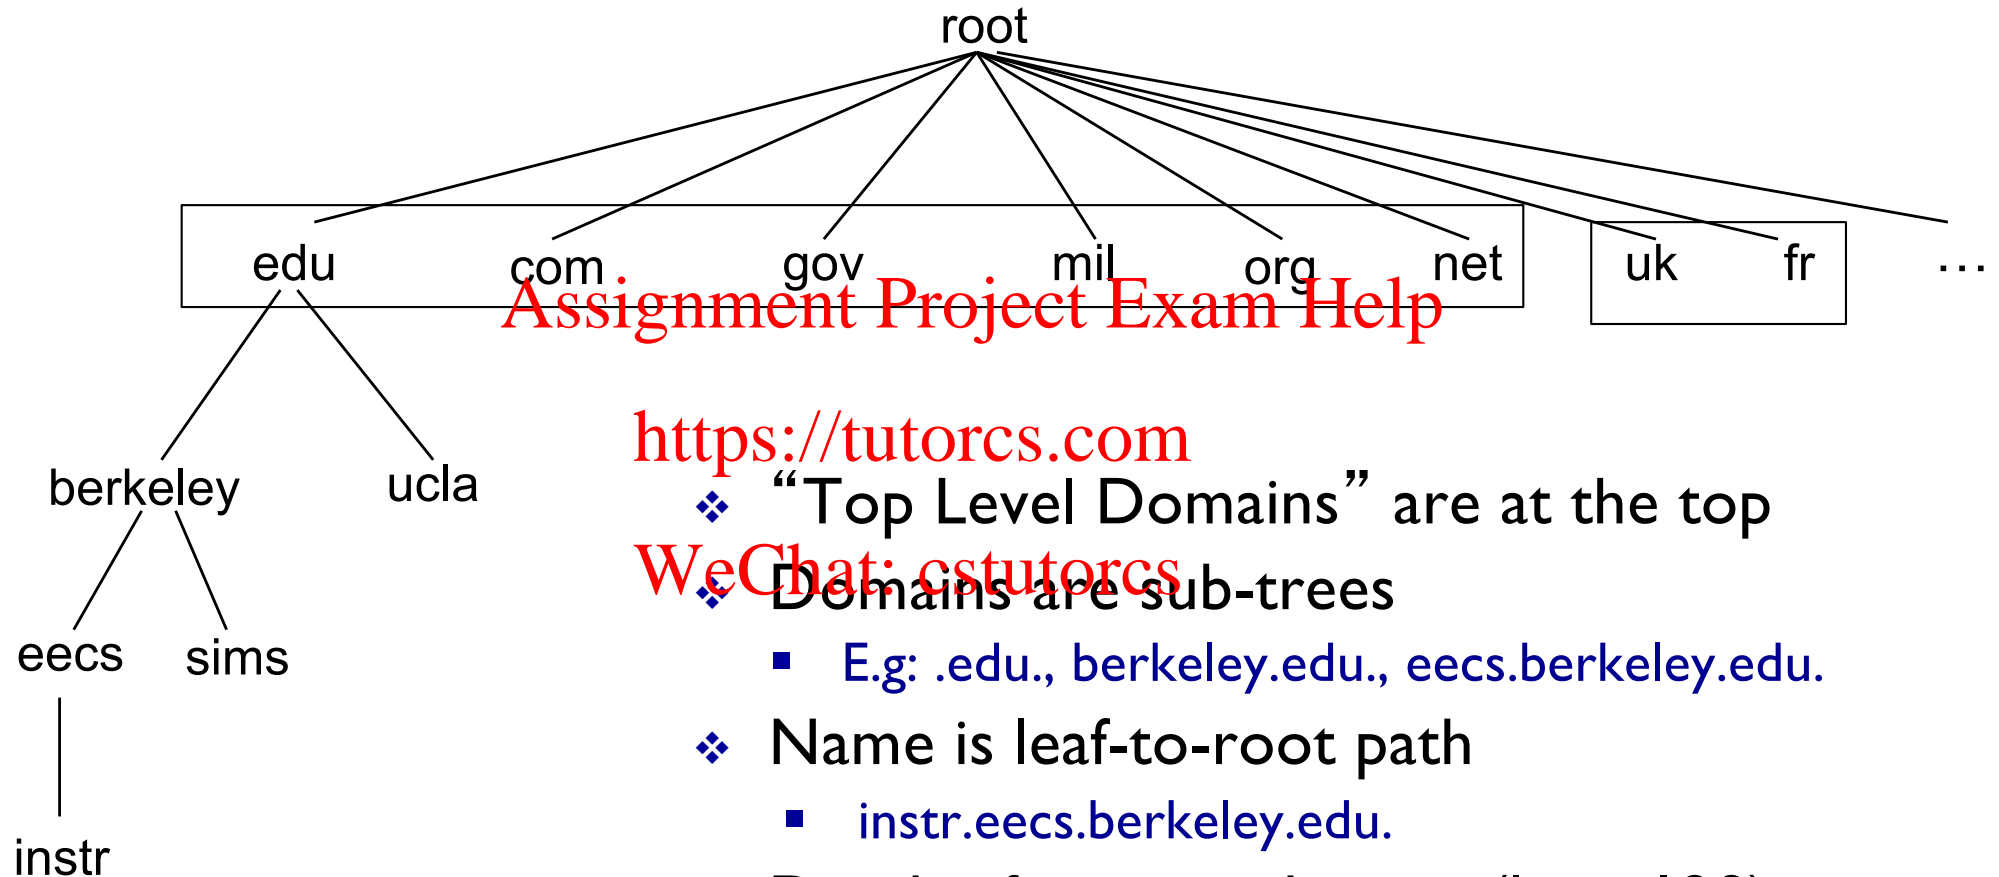 root
edu com gov mil org net uk fr …
Assignment Project Exam Help
https://tutorcs.com
berkeley ucla
“Top Level Domains” are at the top
WeChat: cstutorcs
Domains are sub-trees
eecs sims
E.g: .edu., berkeley.edu., eecs.berkeley.edu.
Name is leaf-to-root path
instr.eecs.berkeley.edu.
instr